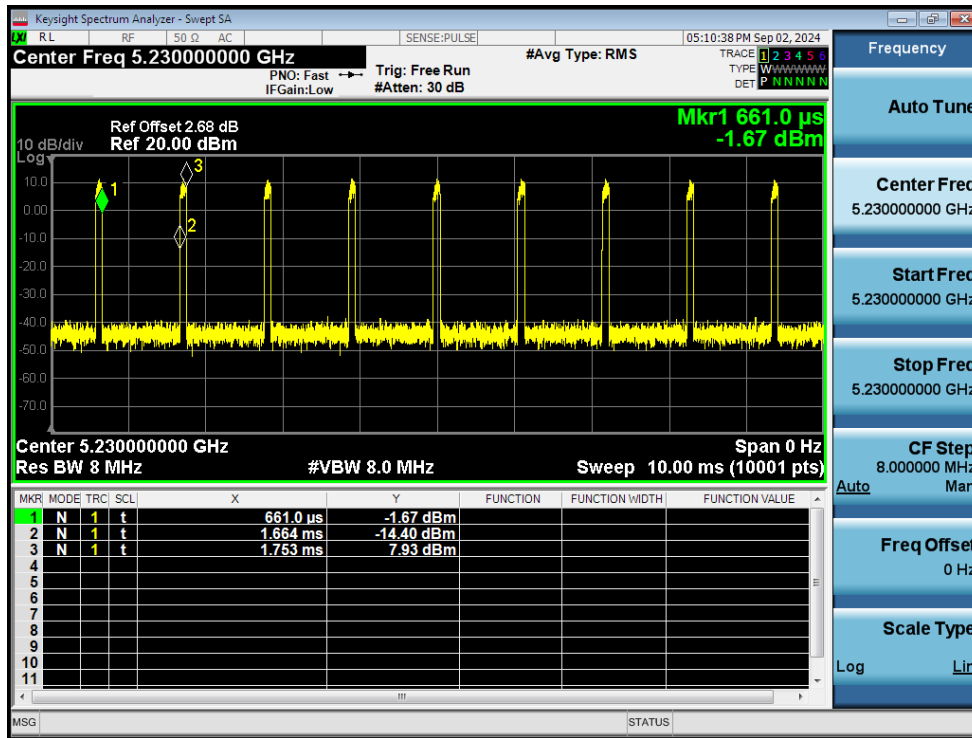 Keysight Spectrum Analyzer - Swept SA
LXI RL RF 50 Ω AC SENSE:PULSE 05:10:38 PM Sep 02, 2024
Center Freq 5.230000000 GHz
PNO: Fast
IFGain:Low
Trig: Free Run
#Atten: 30 dB
#Avg Type: RMS
TRACE 1 2 3 4 5 6
TYPE WWWWWW
DET P N N N N N
Ref Offset 2.68 dB
10 dB/div Ref 20.00 dBm
Log
Mkr1 661.0 µs
-1.67 dBm
10.0
0.00
-10.0
-20.0
-30.0
-40.0
-50.0
-60.0
-70.0
1
2
3
Center 5.230000000 GHz Span 0 Hz
Res BW 8 MHz #VBW 8.0 MHz Sweep 10.00 ms (10001 pts)
MKR MODE TRC SCL X Y FUNCTION FUNCTION WIDTH FUNCTION VALUE
1 N 1 t 661.0 µs -1.67 dBm
2 N 1 t 1.664 ms -14.40 dBm
3 N 1 t 1.753 ms 7.93 dBm
4
5
6
7
8
9
10
11
MSG STATUS
Frequency
Auto Tune
Center Freq
5.230000000 GHz
Start Freq
5.230000000 GHz
Stop Freq
5.230000000 GHz
CF Step
8.000000 MHz
Auto Man
Freq Offset
0 Hz
Scale Type
Log Lin